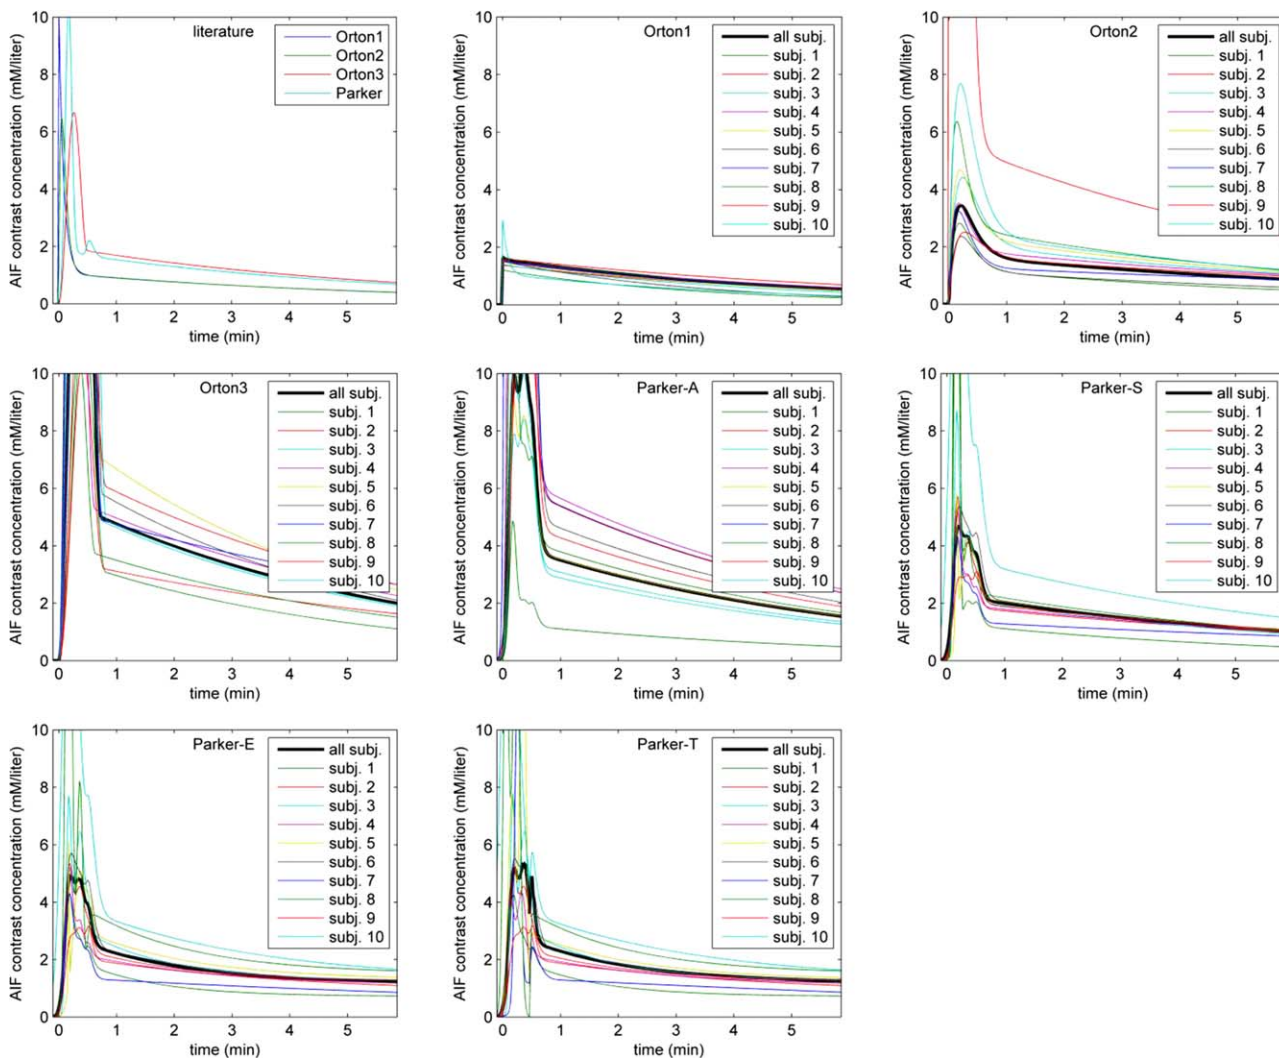 literature
Orton1
Orton2
Orton3
Parker
AIF contrast concentration (mM/liter)
10
8
6
4
2
0
0 1 2 3 4 5
time (min)
Orton1
all subj.
subj. 1
subj. 2
subj. 3
subj. 4
subj. 5
subj. 6
subj. 7
subj. 8
subj. 9
subj. 10
AIF contrast concentration (mM/liter)
10
8
6
4
2
0
0 1 2 3 4 5
time (min)
Orton2
all subj.
subj. 1
subj. 2
subj. 3
subj. 4
subj. 5
subj. 6
subj. 7
subj. 8
subj. 9
subj. 10
AIF contrast concentration (mM/liter)
10
8
6
4
2
0
0 1 2 3 4 5
time (min)
Orton3
all subj.
subj. 1
subj. 2
subj. 3
subj. 4
subj. 5
subj. 6
subj. 7
subj. 8
subj. 9
subj. 10
AIF contrast concentration (mM/liter)
10
8
6
4
2
0
0 1 2 3 4 5
time (min)
Parker-A
all subj.
subj. 1
subj. 2
subj. 3
subj. 4
subj. 5
subj. 6
subj. 7
subj. 8
subj. 9
subj. 10
AIF contrast concentration (mM/liter)
10
8
6
4
2
0
0 1 2 3 4 5
time (min)
Parker-S
all subj.
subj. 1
subj. 2
subj. 3
subj. 4
subj. 5
subj. 6
subj. 7
subj. 8
subj. 9
subj. 10
AIF contrast concentration (mM/liter)
10
8
6
4
2
0
0 1 2 3 4 5
time (min)
Parker-E
all subj.
subj. 1
subj. 2
subj. 3
subj. 4
subj. 5
subj. 6
subj. 7
subj. 8
subj. 9
subj. 10
AIF contrast concentration (mM/liter)
10
8
6
4
2
0
0 1 2 3 4 5
time (min)
Parker-T
all subj.
subj. 1
subj. 2
subj. 3
subj. 4
subj. 5
subj. 6
subj. 7
subj. 8
subj. 9
subj. 10
AIF contrast concentration (mM/liter)
10
8
6
4
2
0
0 1 2 3 4 5
time (min)